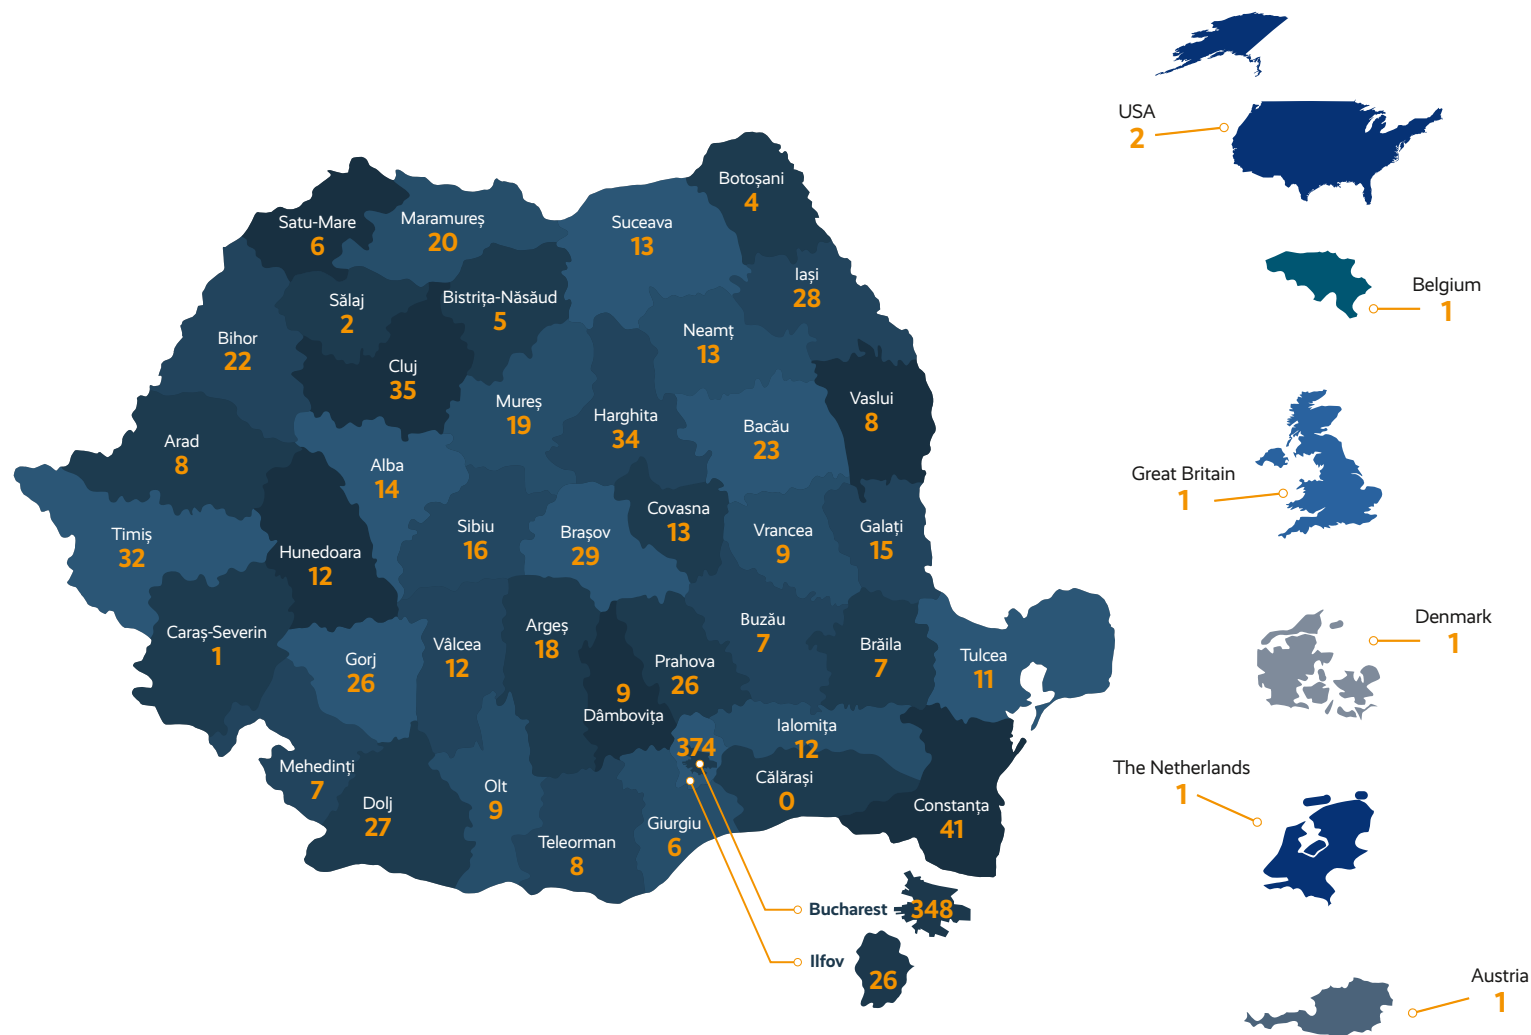 USA
2
Botoșani
4
Satu-Mare
6
Maramureș
20
Suceava
13
Iași
28
Belgium
1
Sălaj
2
Bistrița-Năsăud
5
Neamț
13
Bihor
22
Cluj
35
Mureș
19
Harghita
34
Bacău
23
Vaslui
8
Arad
8
Alba
14
Great Britain
1
Timiș
32
Hunedoara
12
Sibiu
16
Brașov
29
Covasna
13
Vrancea
9
Galați
15
Caraș-Severin
1
Gorj
26
Vâlcea
12
Argeș
18
9
Dâmbovița
Prahova
26
Buzău
7
Brăila
7
Tulcea
11
Denmark
1
374
Ialomița
12
Mehedinți
7
Dolj
27
Olt
9
Teleorman
8
Giurgiu
6
Călărași
0
Constanța
41
The Netherlands
1
Bucharest
348
Ilfov
26
Austria
1